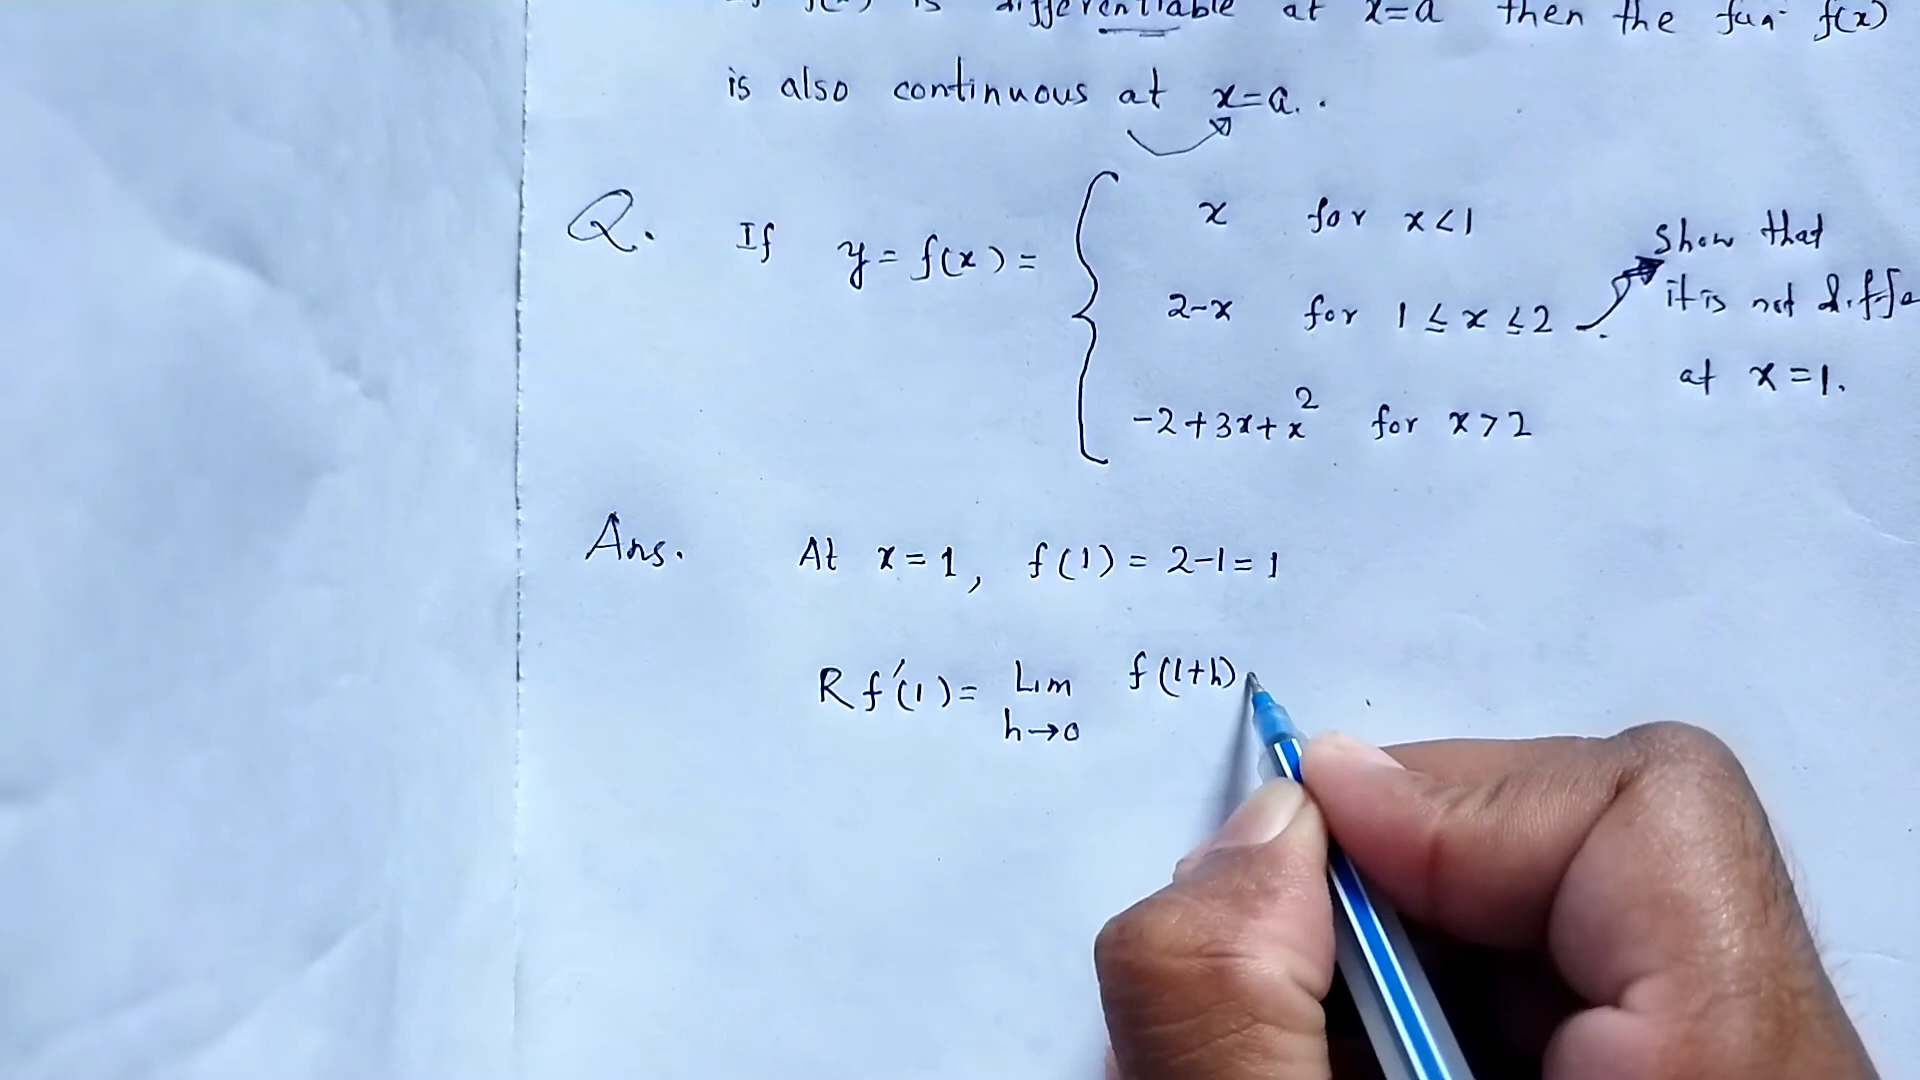 f(x) is differentiable at x=a then the fun. f(x)
is also continuous at x=a.
Q. If y = f(x) = { x for x<1
2-x for 1 ≤ x ≤ 2
-2+3x+x² for x>2
Show that
it is not diffe
at x=1.
Ans. At x=1, f(1) = 2-1=1
R f'(1) = Lim f(1+h)
h→0